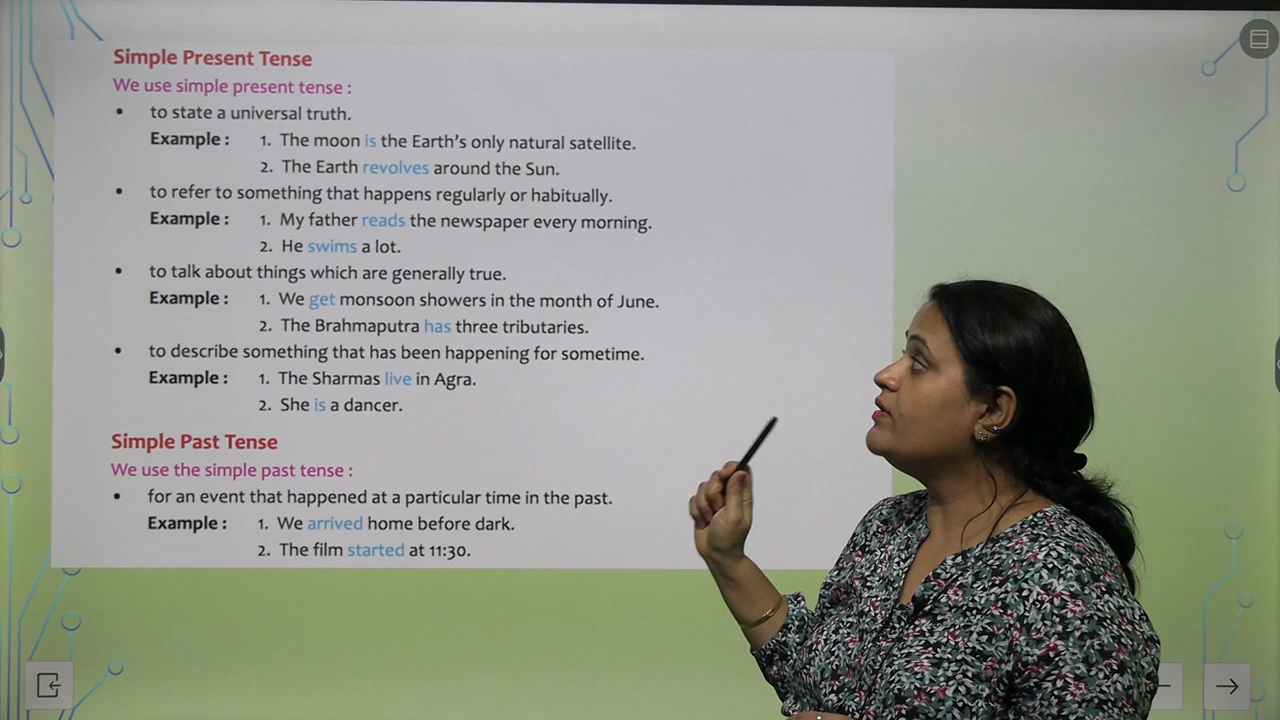 Simple Present Tense
We use simple present tense :
• to state a universal truth.
Example : 1. The moon is the Earth's only natural satellite.
2. The Earth revolves around the Sun.
• to refer to something that happens regularly or habitually.
Example : 1. My father reads the newspaper every morning.
2. He swims a lot.
• to talk about things which are generally true.
Example : 1. We get monsoon showers in the month of June.
2. The Brahmaputra has three tributaries.
• to describe something that has been happening for sometime.
Example : 1. The Sharmas live in Agra.
2. She is a dancer.
Simple Past Tense
We use the simple past tense :
• for an event that happened at a particular time in the past.
Example : 1. We arrived home before dark.
2. The film started at 11:30.